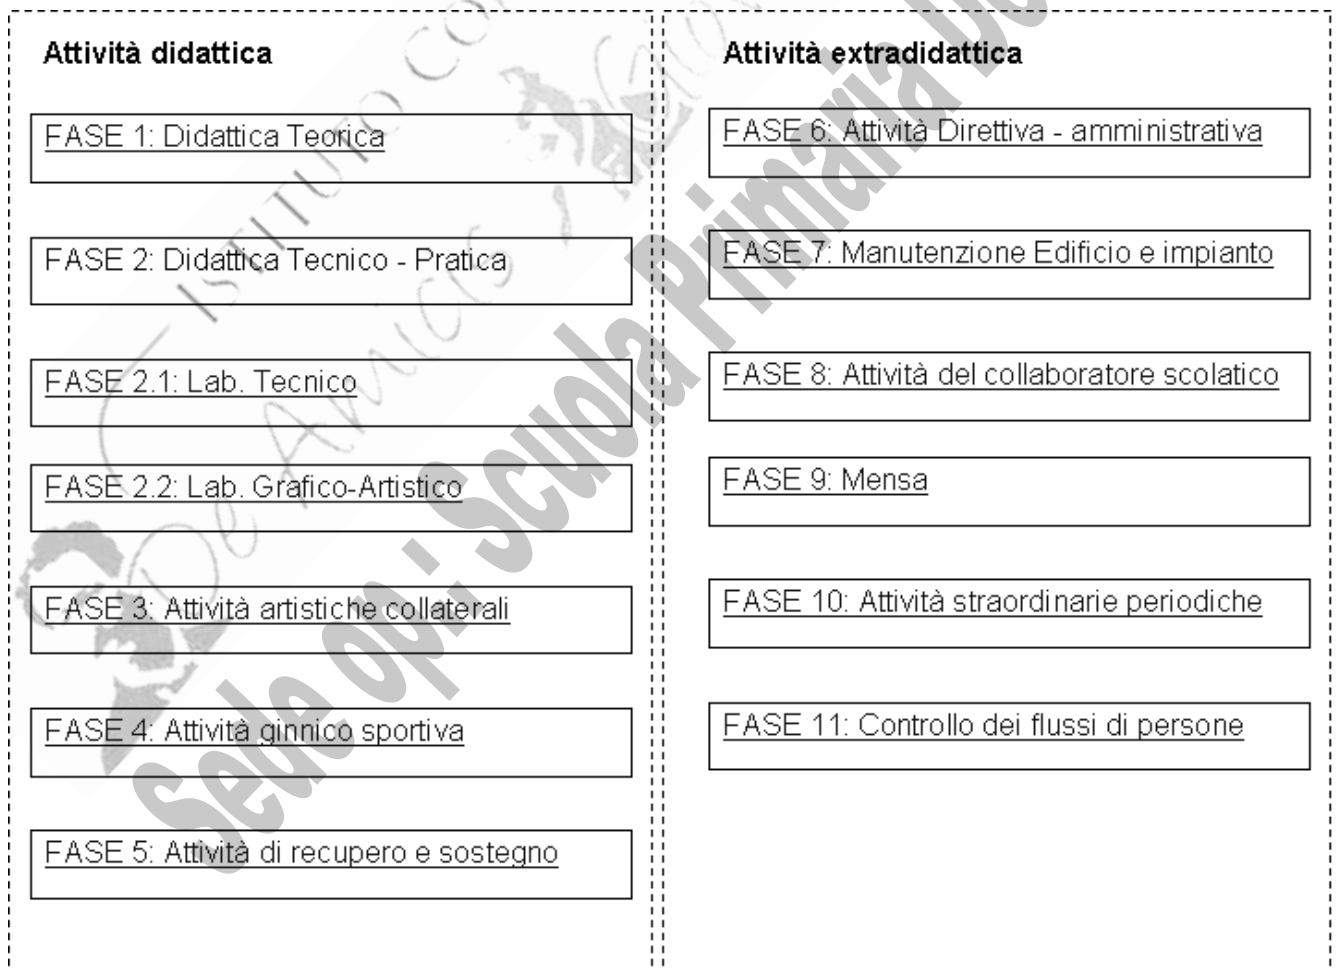 Attività didattica
FASE 1: Didattica Teorica
FASE 2: Didattica Tecnico - Pratica
FASE 2.1: Lab. Tecnico
FASE 2.2: Lab. Grafico-Artistico
FASE 3: Attività artistiche collaterali
FASE 4: Attività ginnico sportiva
FASE 5: Attività di recupero e sostegno
Attività extradidattica
FASE 6: Attività Direttiva - amministrativa
FASE 7: Manutenzione Edificio e impianto
FASE 8: Attività del collaboratore scolatico
FASE 9: Mensa
FASE 10: Attività straordinarie periodiche
FASE 11: Controllo dei flussi di persone
ISTITUTO
De Amicis
Sede op.: Scuola Primaria